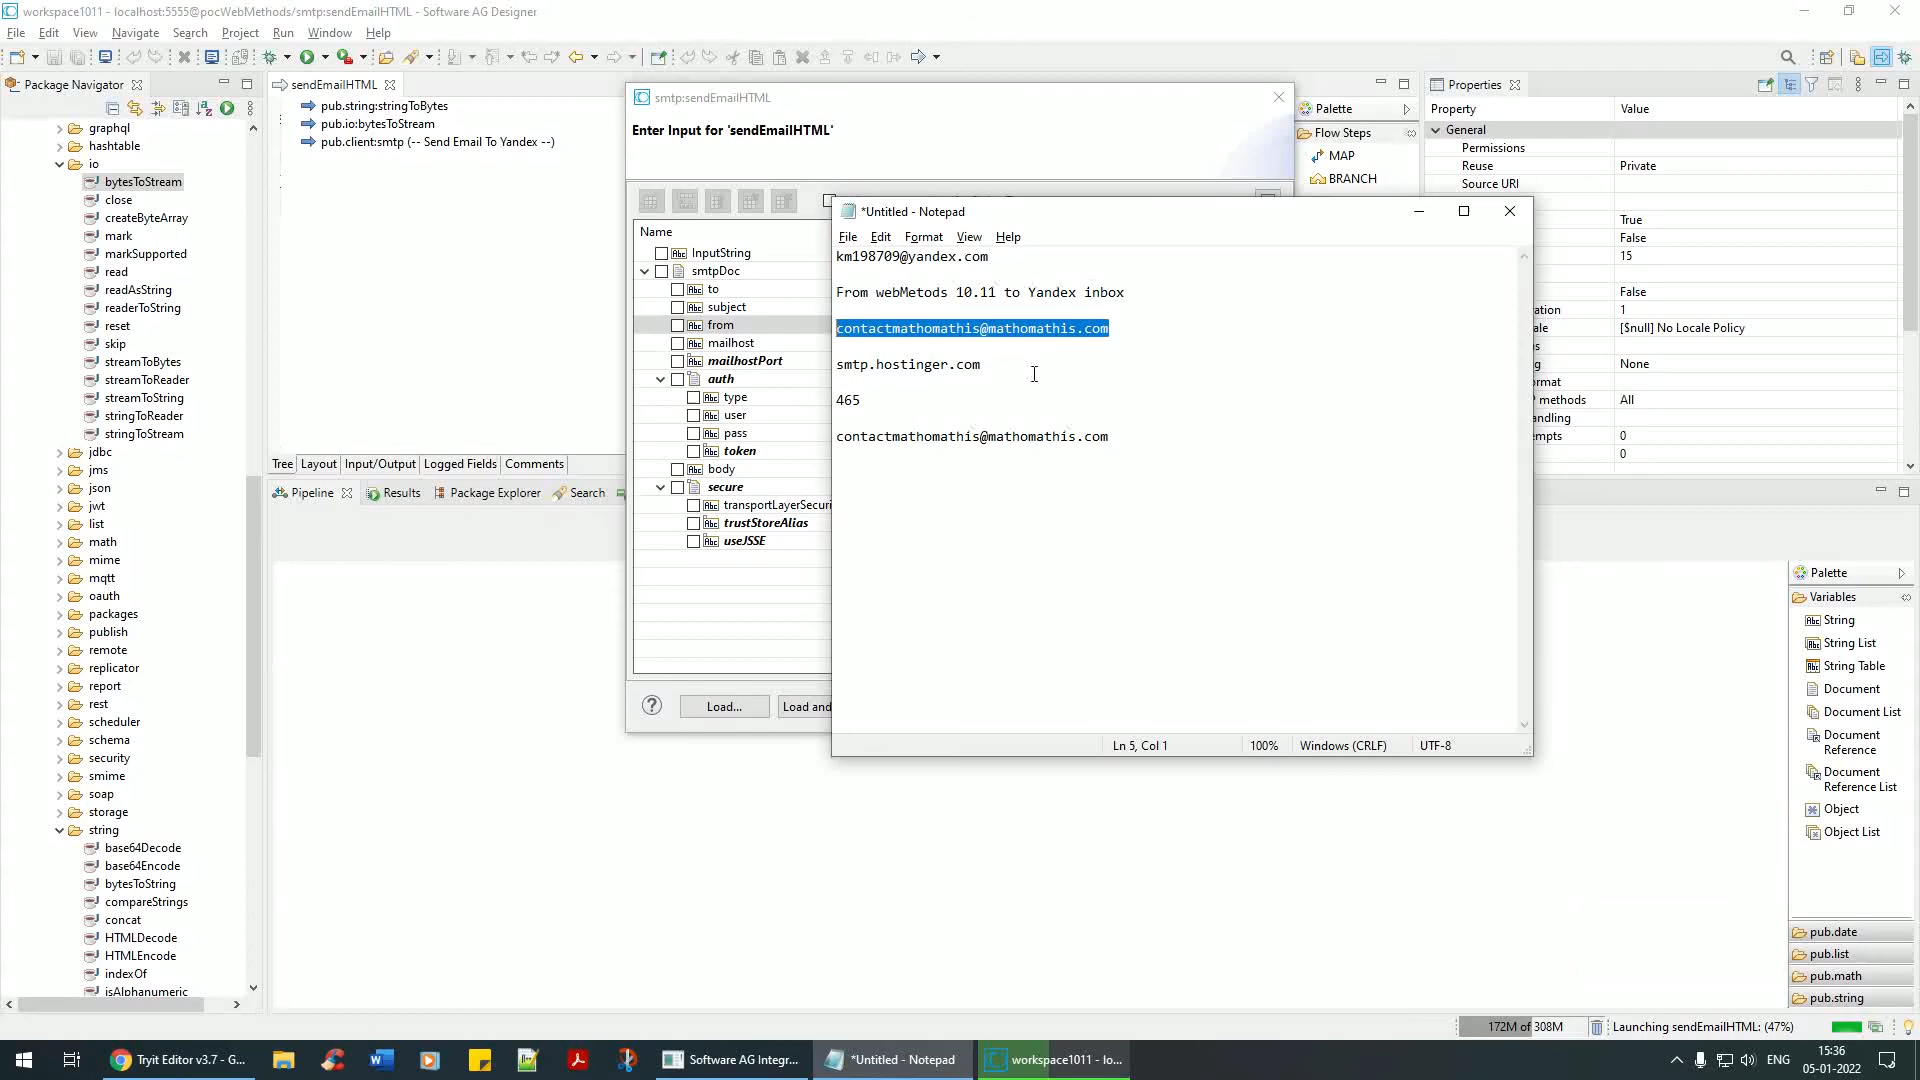 workspace1011 - localhost:5555@pocWebMethods/smtp:sendEmailHTML - Software AG Designer
File Edit View Navigate Search Project Run Window Help
Package Navigator
graphql
hashtable
io
bytesToStream
close
createByteArray
mark
markSupported
read
readAsString
readerToString
reset
skip
streamToBytes
streamToReader
streamToString
stringToReader
stringToStream
jdbc
jms
json
jwt
list
math
mime
mqtt
oauth
packages
publish
remote
replicator
report
rest
scheduler
schema
security
smime
soap
storage
string
base64Decode
base64Encode
bytesToString
compareStrings
concat
HTMLDecode
HTMLEncode
indexOf
isAlphanumeric
sendEmailHTML
pub.string:stringToBytes
pub.io:bytesToStream
pub.client:smtp (-- Send Email To Yandex --)
Tree Layout Input/Output Logged Fields Comments
Pipeline Results Package Explorer Search
smtp:sendEmailHTML
Enter Input for 'sendEmailHTML'
Name
InputString
smtpDoc
to
subject
from
mailhost
mailhostPort
auth
type
user
pass
token
body
secure
transportLayerSecuri
trustStoreAlias
useJSSE
Load...
Load and
*Untitled - Notepad
File Edit Format View Help
km198709@yandex.com
From webMetods 10.11 to Yandex inbox
contactmathomathis@mathomathis.com
smtp.hostinger.com
465
contactmathomathis@mathomathis.com
Ln 5, Col 1 100% Windows (CRLF) UTF-8
Palette
Flow Steps
MAP
BRANCH
Properties
Property Value
General
Permissions
Reuse Private
Source URI
True
False
15
False
ation 1
ale [$null] No Locale Policy
ns
g None
ormat
P methods All
andling
empts 0
0
Palette
Variables
String
String List
String Table
Document
Document List
Document
Reference
Document
Reference List
Object
Object List
pub.date
pub.list
pub.math
pub.string
172M of 308M
Launching sendEmailHTML: (47%)
Tryit Editor v3.7 - G...
Software AG Integr...
*Untitled - Notepad
workspace1011 - lo...
ENG
15:36
05-01-2022